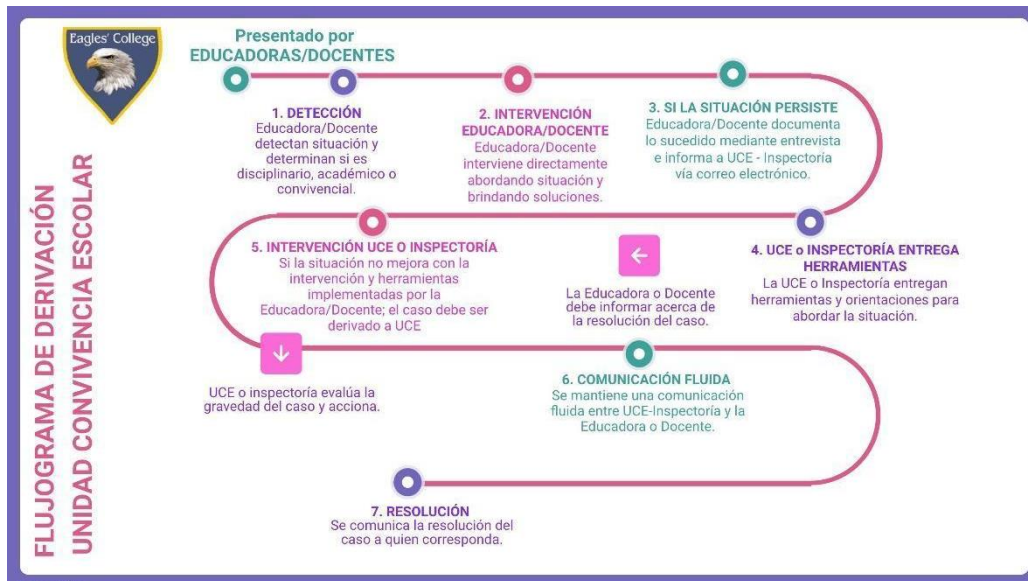 Eagles' College
FLUJOGRAMA DE DERIVACIÓN
UNIDAD CONVIVENCIA ESCOLAR
Presentado por
EDUCADORAS/DOCENTES
1. DETECCIÓN
Educadora/Docente
detectan situación y
determinan si es
disciplinario, académico o
convivencial.
2. INTERVENCIÓN
EDUCADORA/DOCENTE
Educadora/Docente
interviene directamente
abordando situación y
brindando soluciones.
3. SI LA SITUACIÓN PERSISTE
Educadora/Docente documenta
lo sucedido mediante entrevista
e informa a UCE - Inspectoría
vía correo electrónico.
4. UCE o INSPECTORÍA ENTREGA
HERRAMIENTAS
La UCE o Inspectoría entregan
herramientas y orientaciones para
abordar la situación.
La Educadora o Docente
debe informar acerca de
la resolución del caso.
5. INTERVENCIÓN UCE O INSPECTORÍA
Si la situación no mejora con la
intervención y herramientas
implementadas por la
Educadora/Docente; el caso debe ser
derivado a UCE
UCE o inspectoría evalúa la
gravedad del caso y acciona.
6. COMUNICACIÓN FLUIDA
Se mantiene una comunicación
fluida entre UCE-Inspectoría y la
Educadora o Docente.
7. RESOLUCIÓN
Se comunica la resolución del
caso a quien corresponda.